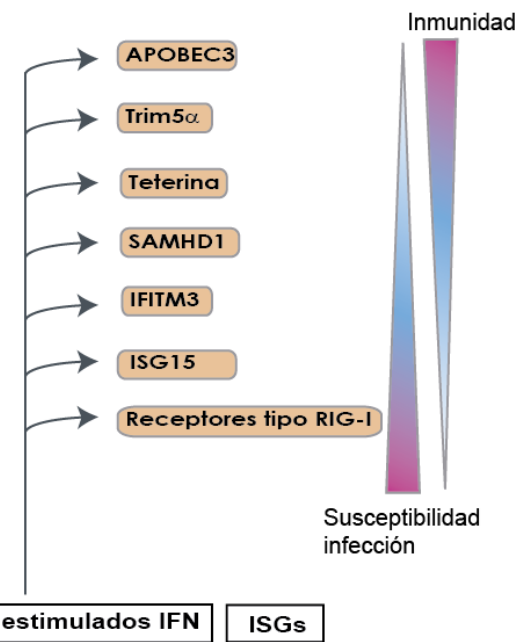 Inmunidad
APOBEC3
Trim5α
Teterina
SAMHD1
IFITM3
ISG15
Receptores tipo RIG-I
Susceptibilidad
infección
estimulados IFN
ISGs